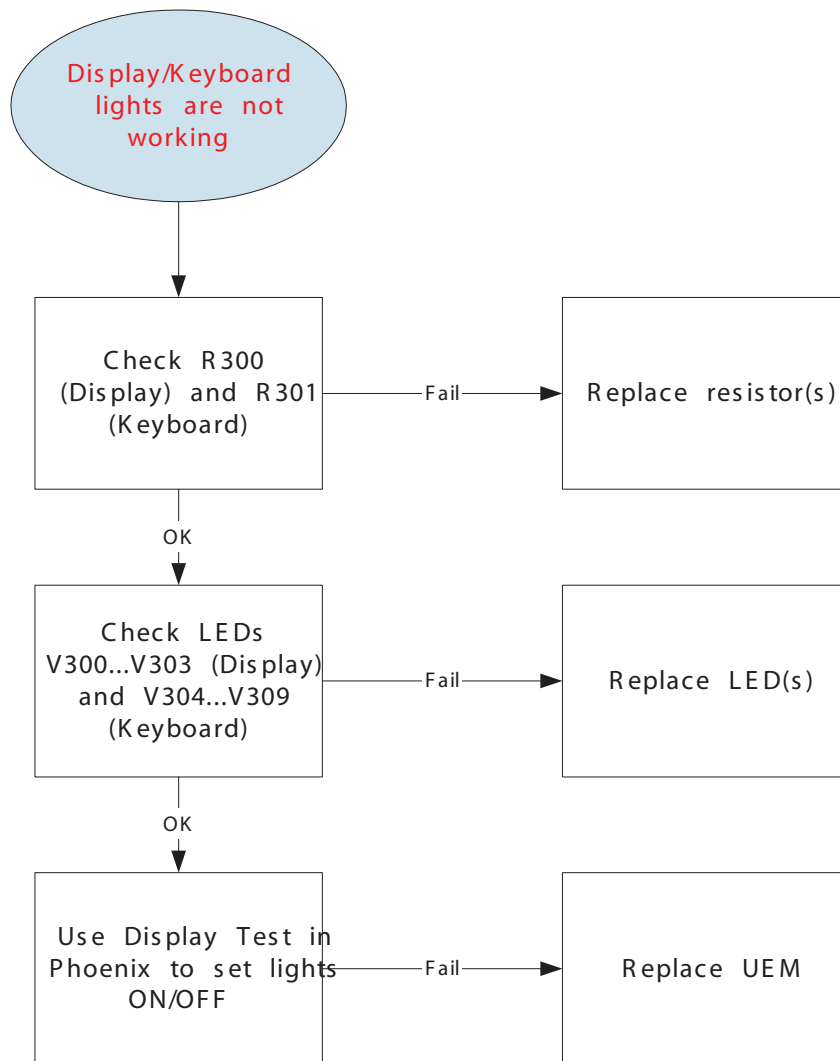 Display/Keyboard
lights are not
working
Check R300
(Display) and R301
(Keyboard)
Fail
Replace resistor(s)
OK
Check LEDs
V300...V303 (Display)
and V304...V309
(Keyboard)
Fail
Replace LED(s)
OK
Use Display Test in
Phoenix to set lights
ON/OFF
Fail
Replace UEM